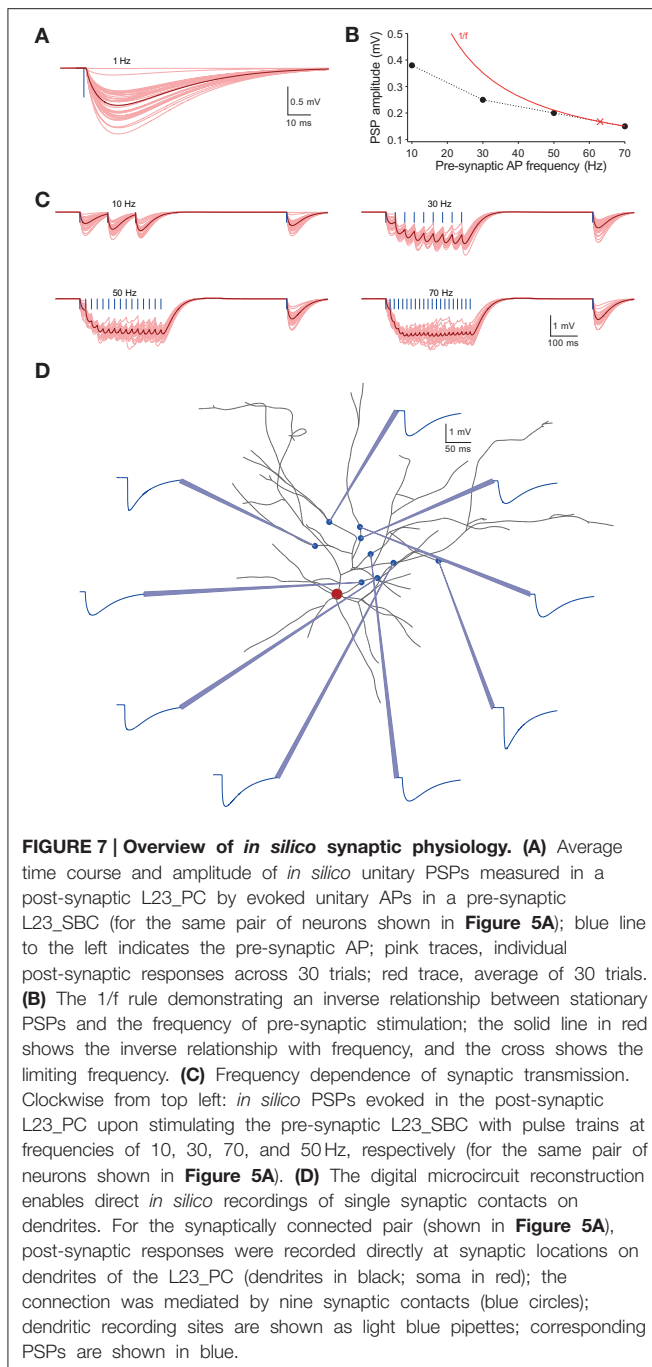 A
1 Hz
0.5 mV
10 ms
B
PSP amplitude (mV)
0.5
0.4
0.3
0.2
0.1
1/f
10
30
50
70
Pre-synaptic AP frequency (Hz)
C
10 Hz
30 Hz
50 Hz
70 Hz
1 mV
100 ms
D
1 mV
50 ms
FIGURE 7 | Overview of in silico synaptic physiology. (A) Average
time course and amplitude of in silico unitary PSPs measured in a
post-synaptic L23_PC by evoked unitary APs in a pre-synaptic
L23_SBC (for the same pair of neurons shown in Figure 5A); blue line
to the left indicates the pre-synaptic AP; pink traces, individual
post-synaptic responses across 30 trials; red trace, average of 30 trials.
(B) The 1/f rule demonstrating an inverse relationship between stationary
PSPs and the frequency of pre-synaptic stimulation; the solid line in red
shows the inverse relationship with frequency, and the cross shows the
limiting frequency. (C) Frequency dependence of synaptic transmission.
Clockwise from top left: in silico PSPs evoked in the post-synaptic
L23_PC upon stimulating the pre-synaptic L23_SBC with pulse trains at
frequencies of 10, 30, 70, and 50 Hz, respectively (for the same pair of
neurons shown in Figure 5A). (D) The digital microcircuit reconstruction
enables direct in silico recordings of single synaptic contacts on
dendrites. For the synaptically connected pair (shown in Figure 5A),
post-synaptic responses were recorded directly at synaptic locations on
dendrites of the L23_PC (dendrites in black; soma in red); the
connection was mediated by nine synaptic contacts (blue circles);
dendritic recording sites are shown as light blue pipettes; corresponding
PSPs are shown in blue.